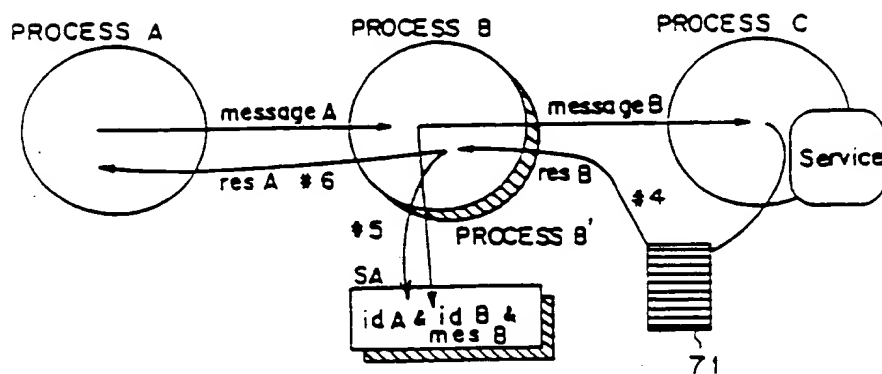 PROCESS A
PROCESS B
PROCESS C
message A
message B
Service
res A #6
res B
#4
#5
PROCESS B'
SA
id A & id B &
mes B
71